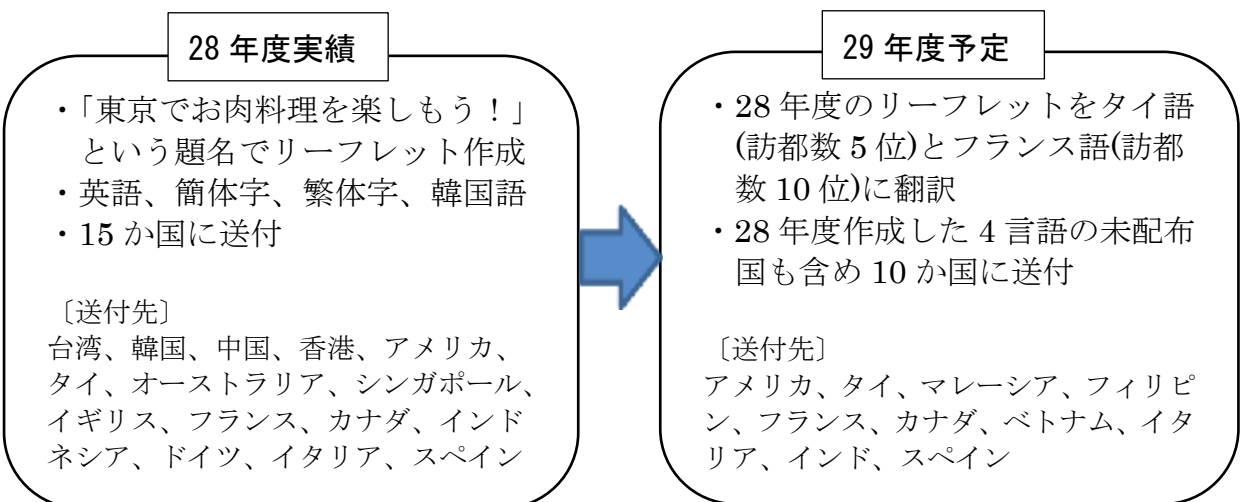 28 年度実績
・「東京でお肉料理を楽しもう！」
という題名でリーフレット作成
・英語、簡体字、繁体字、韓国語
・15 か国に送付
〔送付先〕
台湾、韓国、中国、香港、アメリカ、
タイ、オーストラリア、シンガポール、
イギリス、フランス、カナダ、インド
ネシア、ドイツ、イタリア、スペイン
29 年度予定
・28 年度のリーフレットをタイ語
(訪都数 5 位)とフランス語(訪都
数 10 位)に翻訳
・28 年度作成した 4 言語の未配布
国も含め 10 か国に送付
〔送付先〕
アメリカ、タイ、マレーシア、フィリピ
ン、フランス、カナダ、ベトナム、イタ
リア、インド、スペイン